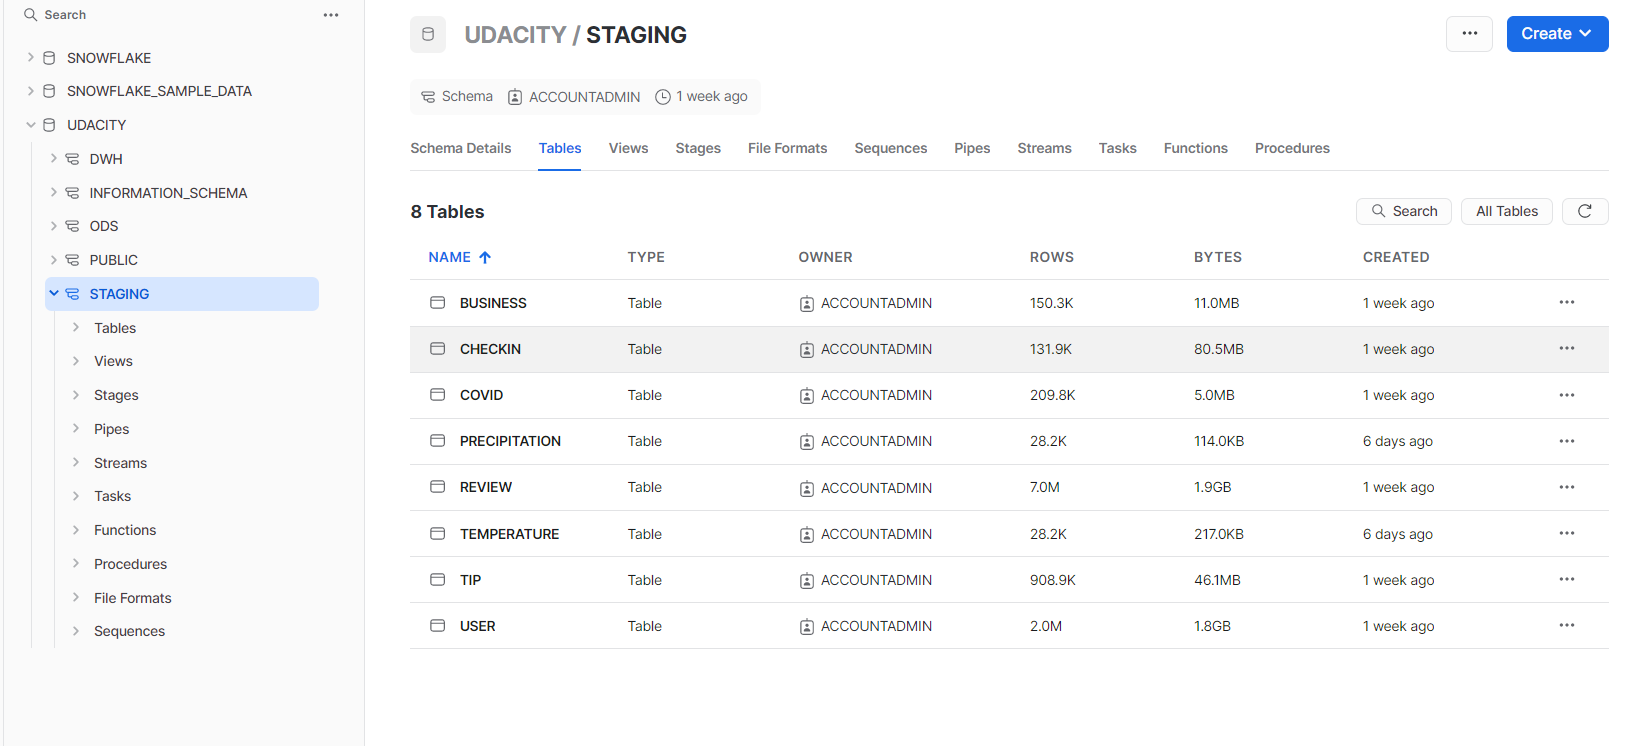 Search
SNOWFLAKE
SNOWFLAKE_SAMPLE_DATA
UDACITY
DWH
INFORMATION_SCHEMA
ODS
PUBLIC
STAGING
Tables
Views
Stages
Pipes
Streams
Tasks
Functions
Procedures
File Formats
Sequences
UDACITY / STAGING
Create
Schema ACCOUNTADMIN 1 week ago
Schema Details Tables Views Stages File Formats Sequences Pipes Streams Tasks Functions Procedures
8 Tables Search All Tables
NAME TYPE OWNER ROWS BYTES CREATED
BUSINESS Table ACCOUNTADMIN 150.3K 11.0MB 1 week ago
CHECKIN Table ACCOUNTADMIN 131.9K 80.5MB 1 week ago
COVID Table ACCOUNTADMIN 209.8K 5.0MB 1 week ago
PRECIPITATION Table ACCOUNTADMIN 28.2K 114.0KB 6 days ago
REVIEW Table ACCOUNTADMIN 7.0M 1.9GB 1 week ago
TEMPERATURE Table ACCOUNTADMIN 28.2K 217.0KB 6 days ago
TIP Table ACCOUNTADMIN 908.9K 46.1MB 1 week ago
USER Table ACCOUNTADMIN 2.0M 1.8GB 1 week ago